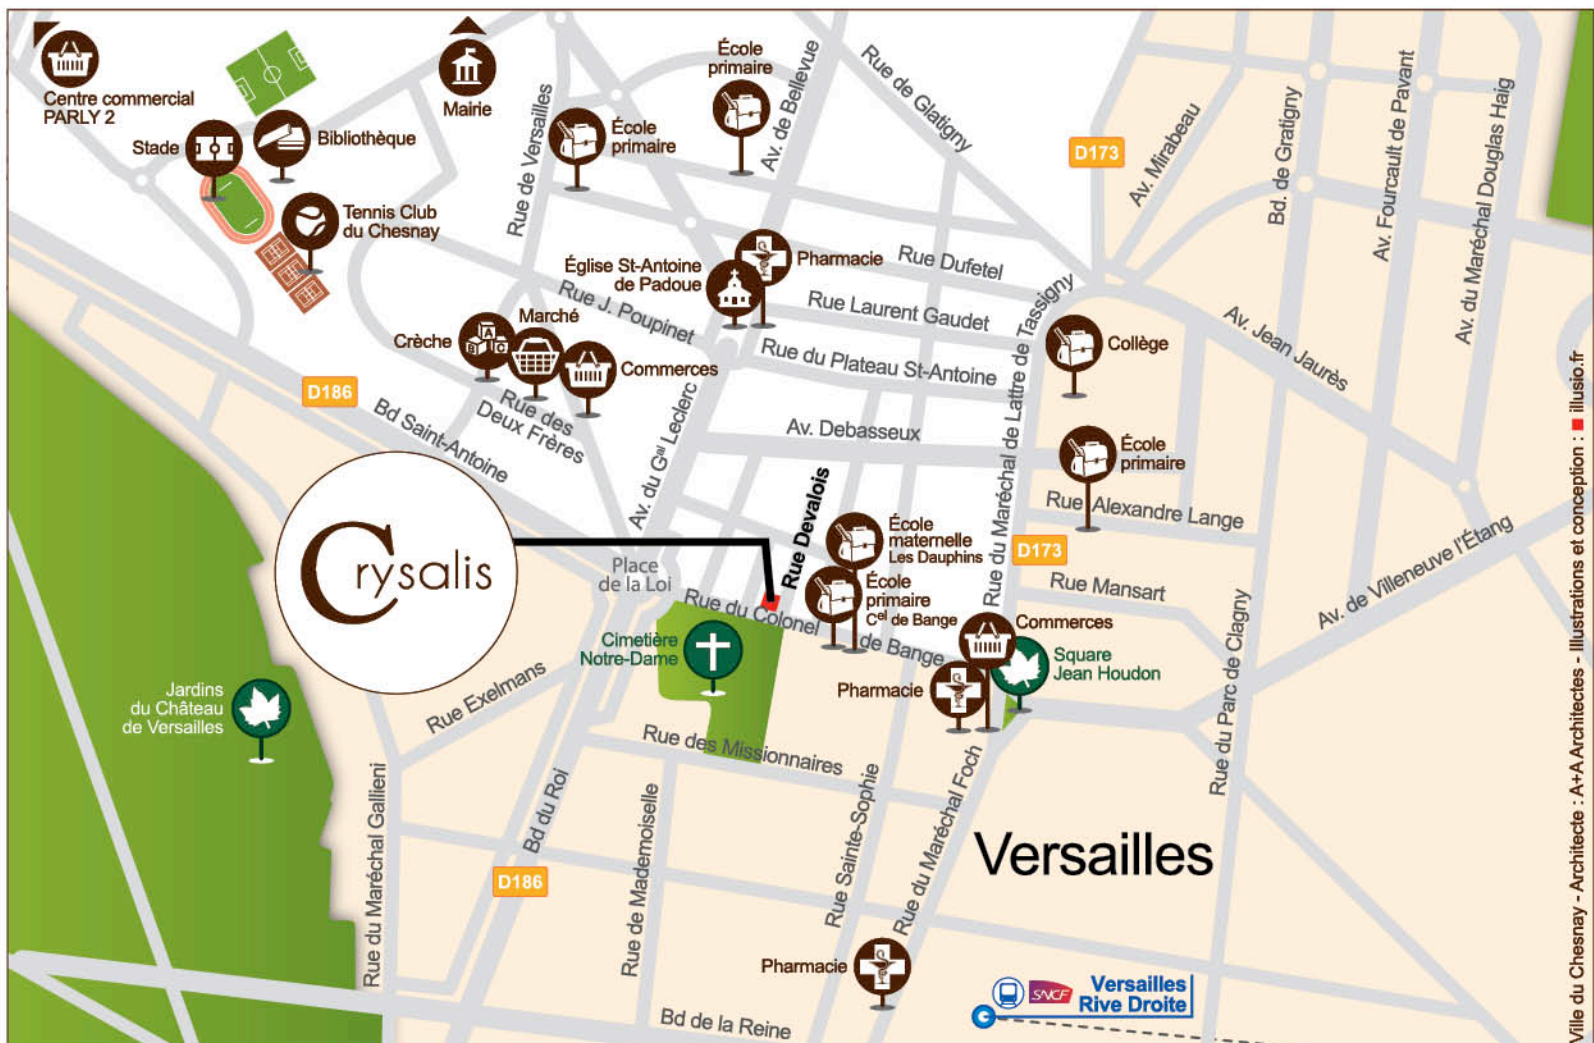 Centre commercial
PARLY 2
Stade
Bibliothèque
Mairie
Tennis Club
du Chesnay
Rue de Versailles
École
primaire
École
primaire
Av. de Bellevue
Rue de Glatigny
D173
Av. Mirabeau
Bd. de Gratigny
Av. Fourcault de Pavant
Av. du Maréchal Douglas Haig
Église St-Antoine
de Padoue
Pharmacie
Rue Dufetel
Rue J. Poupinet
Rue Laurent Gaudet
Rue du Plateau St-Antoine
Rue du Maréchal de Lattre de Tassigny
Av. Jean Jaurès
Collège
Crèche
A
B
C
Marché
Commerces
Rue des
Deux Frères
D186
Bd Saint-Antoine
Av. du Gal Leclerc
Av. Debasseux
École
primaire
Rue Alexandre Lange
D173
Rue Mansart
Av. de Villeneuve l'Étang
Rue du Parc de Clagny
Crysalis
Place
de la Loi
Rue Devalois
École
maternelle
Les Dauphins
École
primaire
Cel de Bange
Rue du Colonel
de Bange
Commerces
Square
Jean Houdon
Pharmacie
Cimetière
Notre-Dame
Jardins
du Château
de Versailles
Rue Exelmans
Rue des Missionnaires
Rue du Maréchal Gallieni
Bd du Roi
D186
Rue de Mademoiselle
Rue Sainte-Sophie
Rue du Maréchal Foch
Versailles
Pharmacie
Bd de la Reine
SNCF
Versailles
Rive Droite
Ville du Chesnay - Architecte : A+A Architectes - Illustrations et conception : illusio.fr